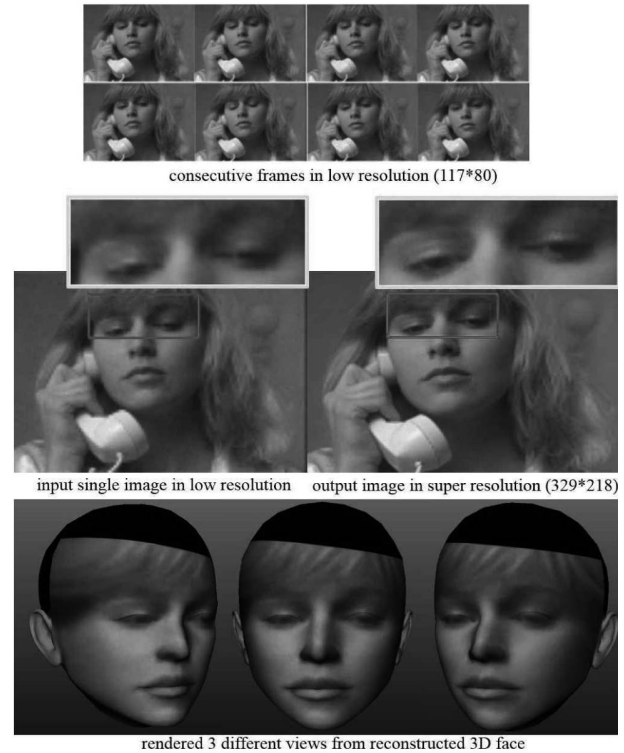 consecutive frames in low resolution (117*80)
input single image in low resolution
output image in super resolution (329*218)
rendered 3 different views from reconstructed 3D face